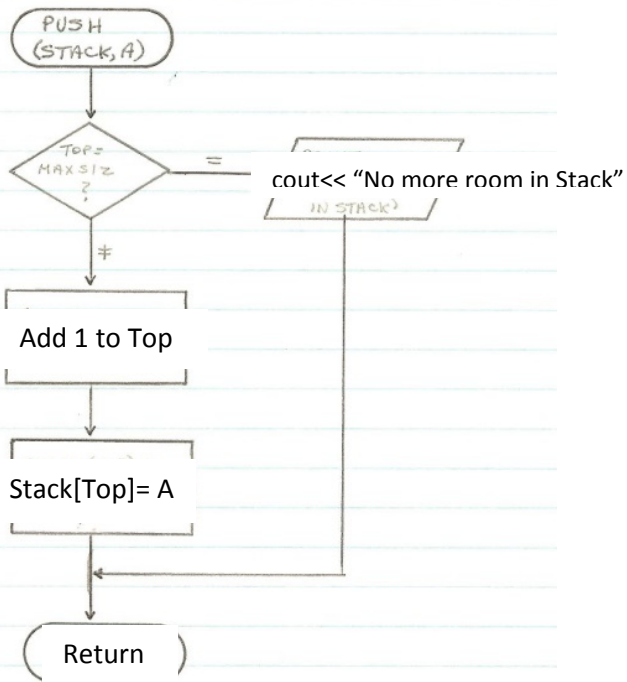 PUSH
(STACK, A)
TOP=
MAXSIZ
?
=
cout<< “No more room in Stack”
IN STACK)
≠
Add 1 to Top
Stack[Top]= A
Return